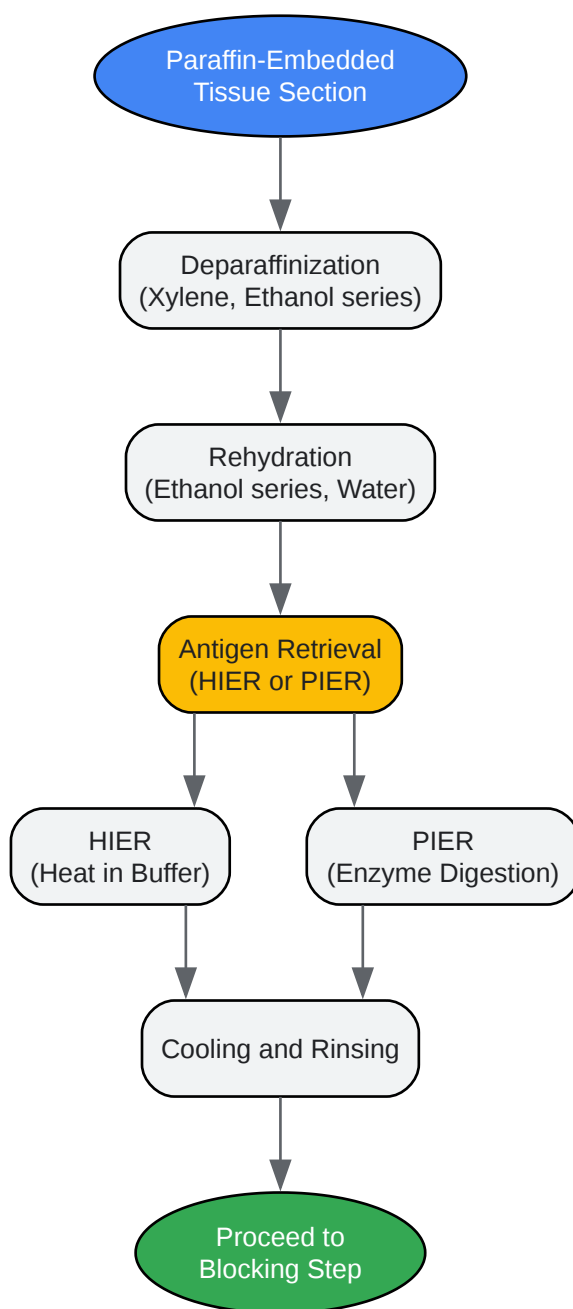 Paraffin-Embedded
Tissue Section
Deparaffinization
(Xylene, Ethanol series)
Rehydration
(Ethanol series, Water)
Antigen Retrieval
(HIER or PIER)
HIER
(Heat in Buffer)
PIER
(Enzyme Digestion)
Cooling and Rinsing
Proceed to
Blocking Step